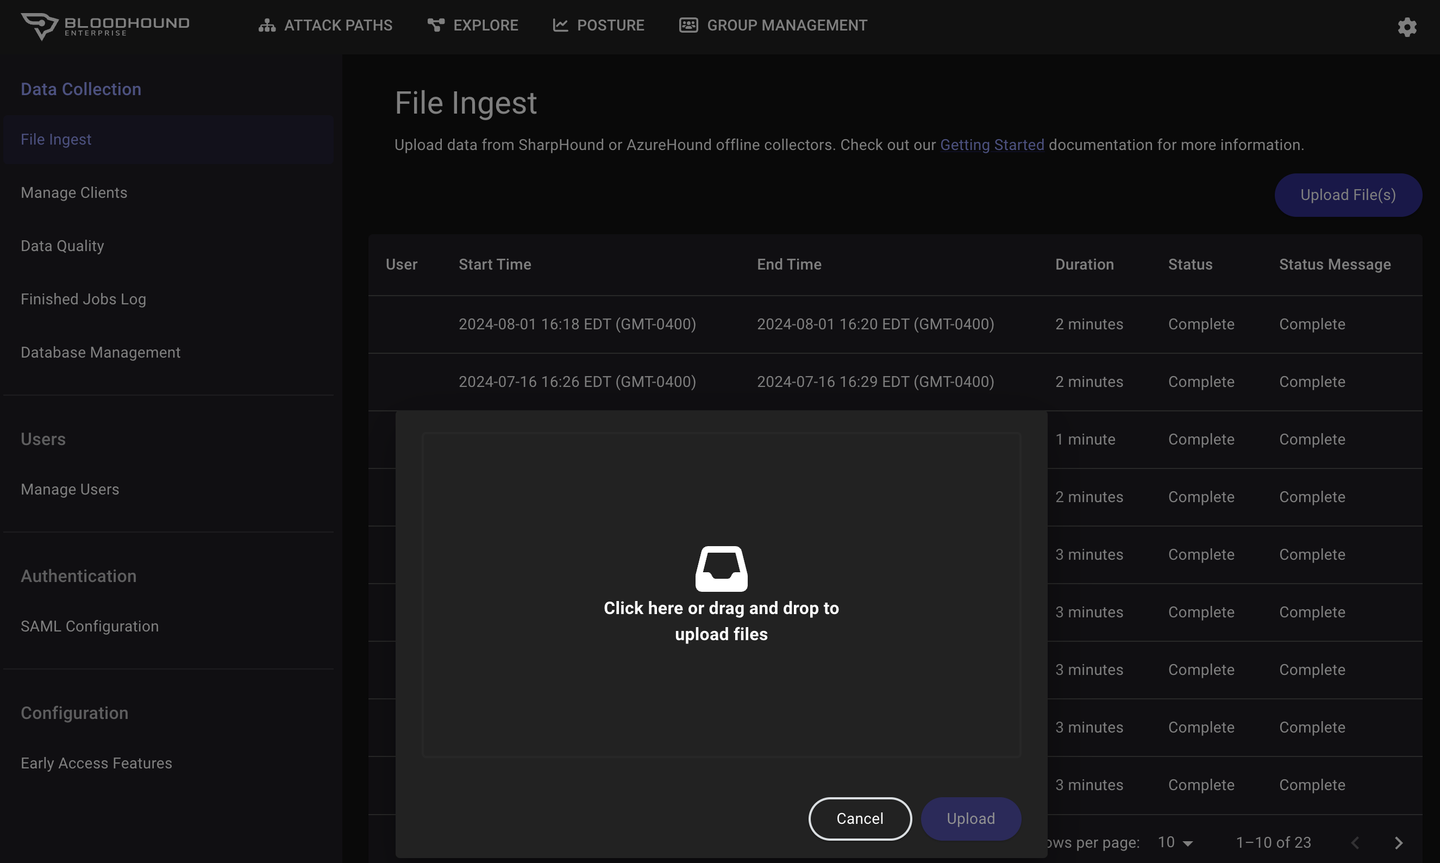 BLOODHOUND
ENTERPRISE
ATTACK PATHS
EXPLORE
POSTURE
GROUP MANAGEMENT
Data Collection
File Ingest
Manage Clients
Data Quality
Finished Jobs Log
Database Management
Users
Manage Users
Authentication
SAML Configuration
Configuration
Early Access Features
File Ingest
Upload data from SharpHound or AzureHound offline collectors. Check out our Getting Started documentation for more information.
Upload File(s)
User Start Time End Time Duration Status Status Message
2024-08-01 16:18 EDT (GMT-0400) 2024-08-01 16:20 EDT (GMT-0400) 2 minutes Complete Complete
2024-07-16 16:26 EDT (GMT-0400) 2024-07-16 16:29 EDT (GMT-0400) 2 minutes Complete Complete
1 minute Complete Complete
2 minutes Complete Complete
3 minutes Complete Complete
3 minutes Complete Complete
3 minutes Complete Complete
3 minutes Complete Complete
3 minutes Complete Complete
Click here or drag and drop to
upload files
Cancel
Upload
ows per page: 10 1–10 of 23